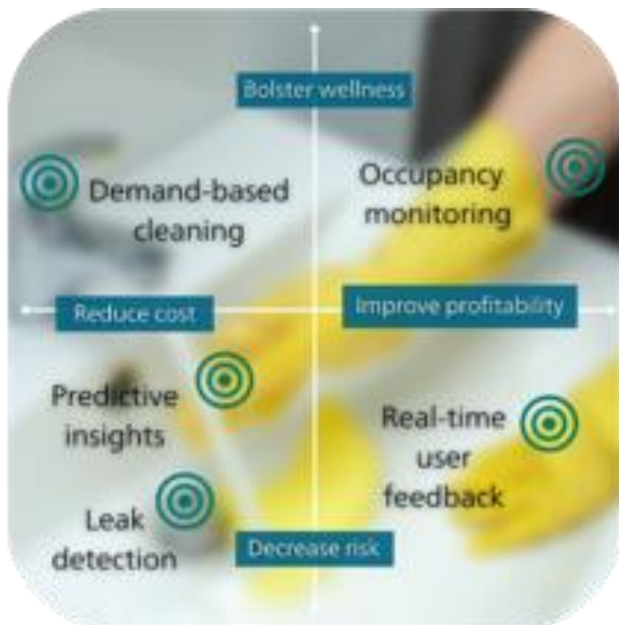 Bolster wellness
Demand-based
cleaning
Occupancy
monitoring
Reduce cost
Improve profitability
Predictive
insights
Real-time
user
feedback
Leak
detection
Decrease risk